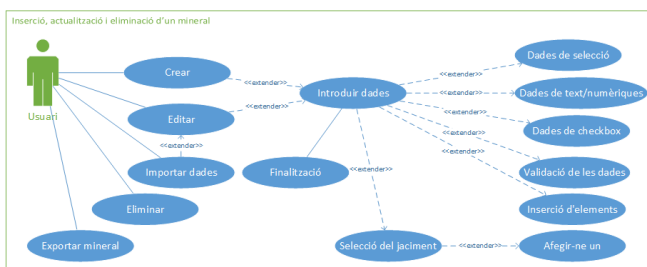 Inserció, actualització i eliminació d'un mineral
Usuari
Crear
<<extender>>
Editar
<<extender>>
<<extender>>
Importar dades
Eliminar
Exportar mineral
Introduir dades
Finalització
<<extender>>
Selecció del jaciment
<<extender>>
Afegir-ne un
<<extender>>
Dades de selecció
<<extender>>
Dades de text/numèriques
<<extender>>
Dades de checkbox
<<extender>>
Validació de les dades
<<extender>>
Inserció d'elements